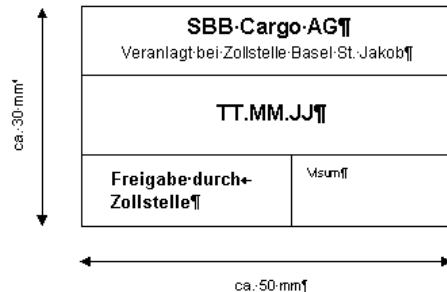 SBB·Cargo·AG¶
Veranlagt·bei·Zollstelle·Basel·St.·Jakob¶
TT.MM.JJ¶
Freigabe·durch↵
Zollstelle¶
Visum¶
ca.·30·mm¶
ca.·50·mm¶